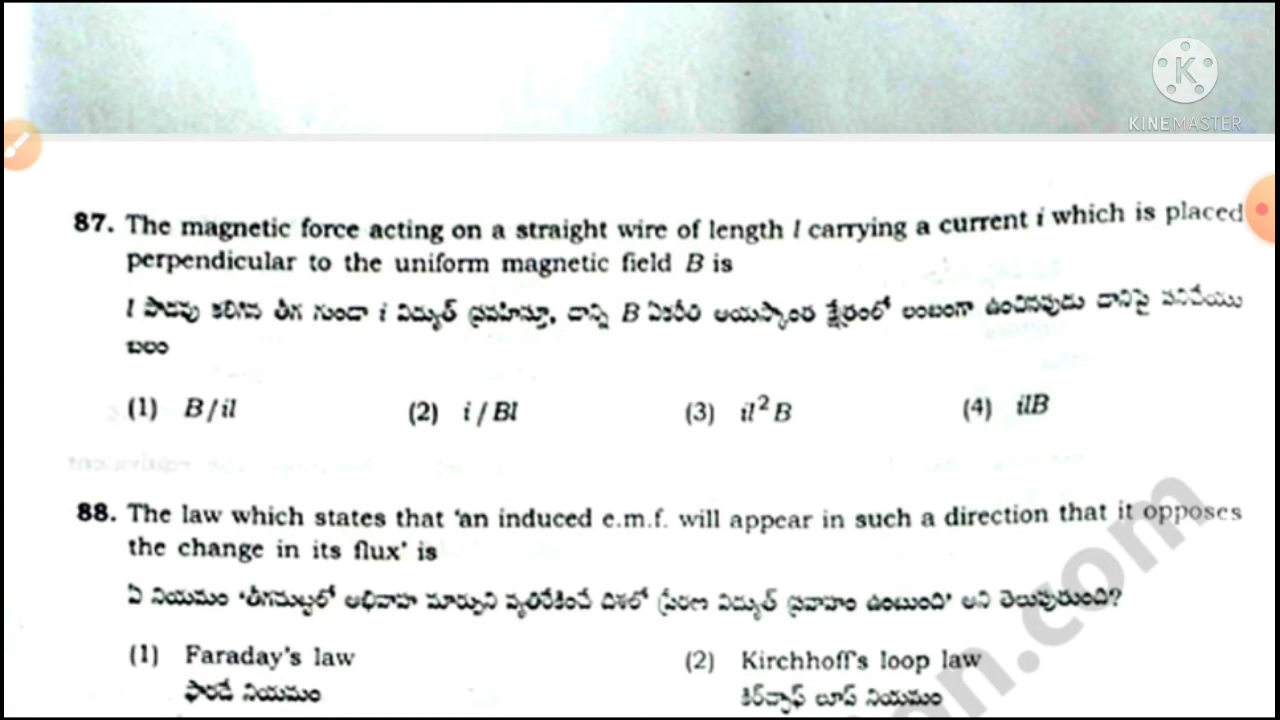 KINEMASTER
87. The magnetic force acting on a straight wire of length l carrying a current i which is placed
perpendicular to the uniform magnetic field B is
l పొడవు కలిగిన తీగ గుండా i విద్యుత్ ప్రవహిస్తూ, దాన్ని B ఏకరీతి అయస్కాంత క్షేత్రంలో లంబంగా ఉంచినపుడు దానిపై పనిచేయు
బలం
(1) B/il (2) i/Bl (3) il²B (4) ilB
88. The law which states that 'an induced e.m.f. will appear in such a direction that it opposes
the change in its flux' is
ఏ నియమం 'తీగచుట్టలో అభివాహ మార్పుని వ్యతిరేకించే దిశలో ప్రేరణ విద్యుత్ ప్రవాహం ఉంటుంది' అని తెలుపుతుంది?
(1) Faraday's law (2) Kirchhoff's loop law
ఫారడే నియమం కిర్చాఫ్ లూప్ నియమం
n.com